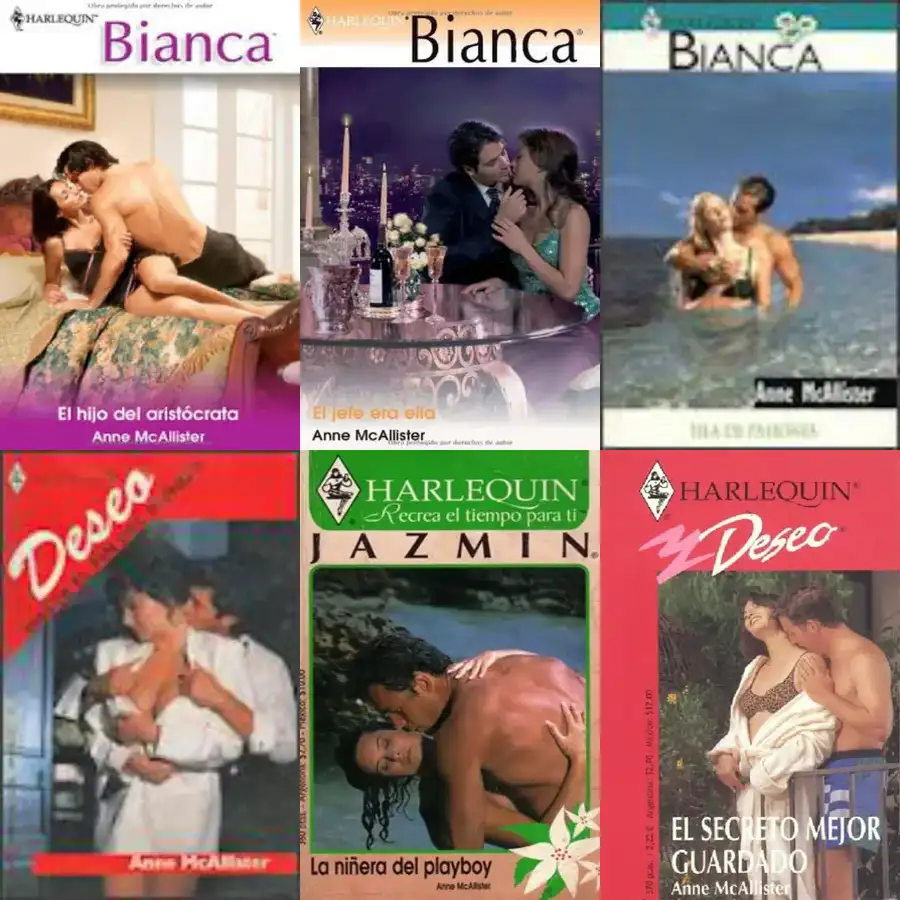 Obra protegida por derechos de autor
HARLEQUIN™
Bianca™
El hijo del aristócrata
Anne McAllister
Obra protegida por derechos de autor
HARLEQUIN
Bianca®
El jefe era ella
Anne McAllister
Obra protegido por derechos de autor
HARLEQUIN
BIANCA
Anne McAllister
Deseo
Anne McAllister
HARLEQUIN®
Recrea el tiempo para ti
JAZMIN®
La niñera del playboy
Anne McAllister
HARLEQUIN®
Deseo®
EL SECRETO MEJOR
GUARDADO
Anne McAllister